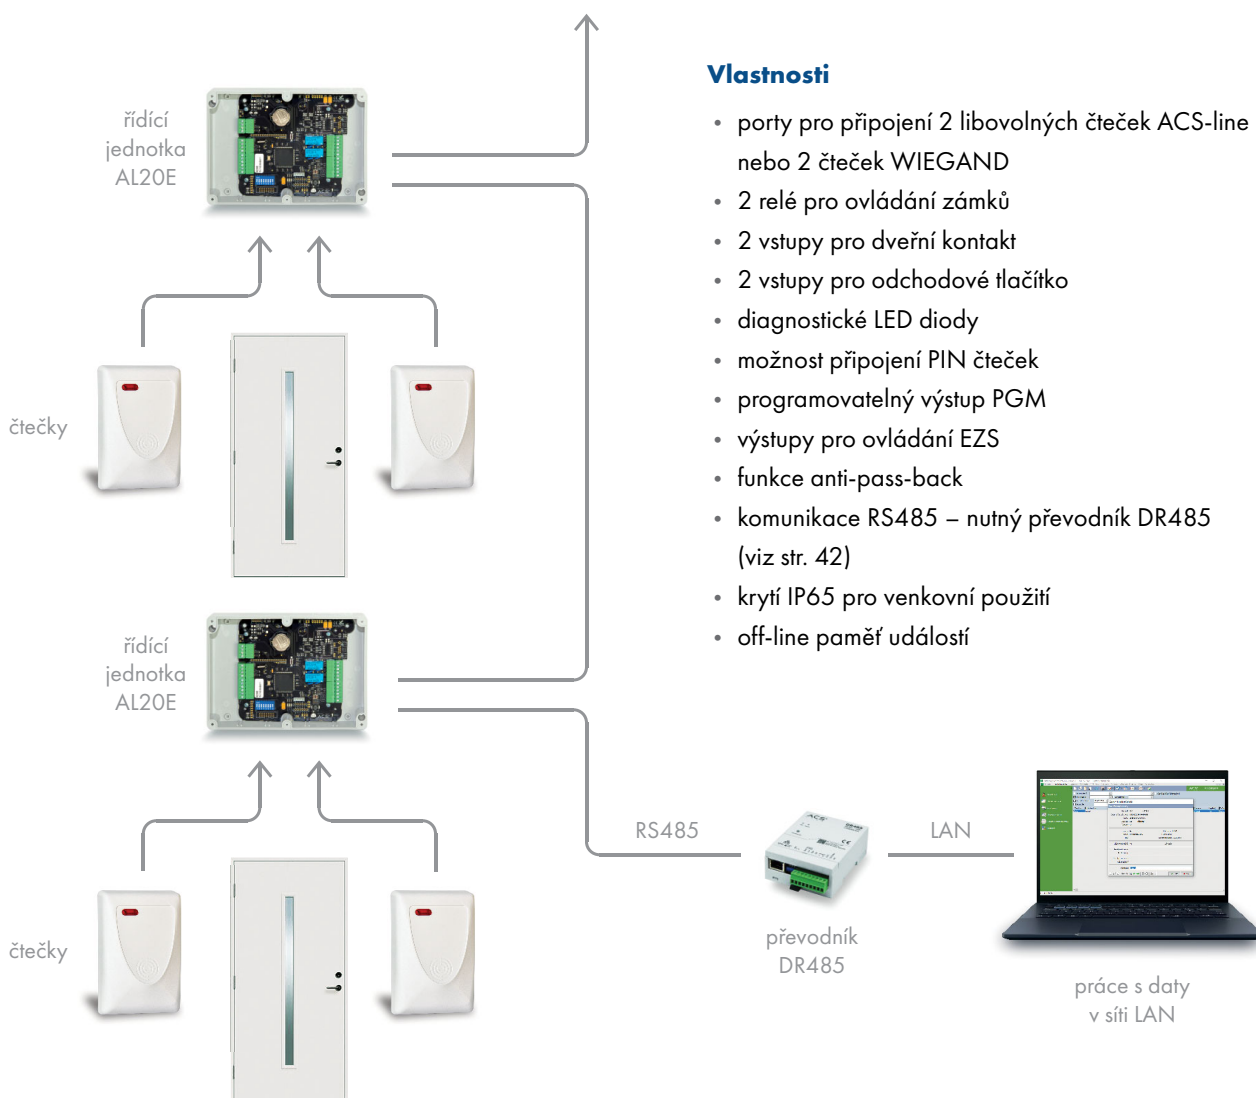 Vlastnosti
• porty pro připojení 2 libovolných čteček ACS-line
nebo 2 čteček WIEGAND
• 2 relé pro ovládání zámků
• 2 vstupy pro dveřní kontakt
• 2 vstupy pro odchodové tlačítko
• diagnostické LED diody
• možnost připojení PIN čteček
• programovatelný výstup PGM
• výstupy pro ovládání EZS
• funkce anti-pass-back
• komunikace RS485 – nutný převodník DR485
(viz str. 42)
• krytí IP65 pro venkovní použití
• off-line paměť událostí
řídící
jednotka
AL20E
čtečky
řídící
jednotka
AL20E
čtečky
RS485
LAN
ACS
převodník
DR485
práce s daty
v síti LAN